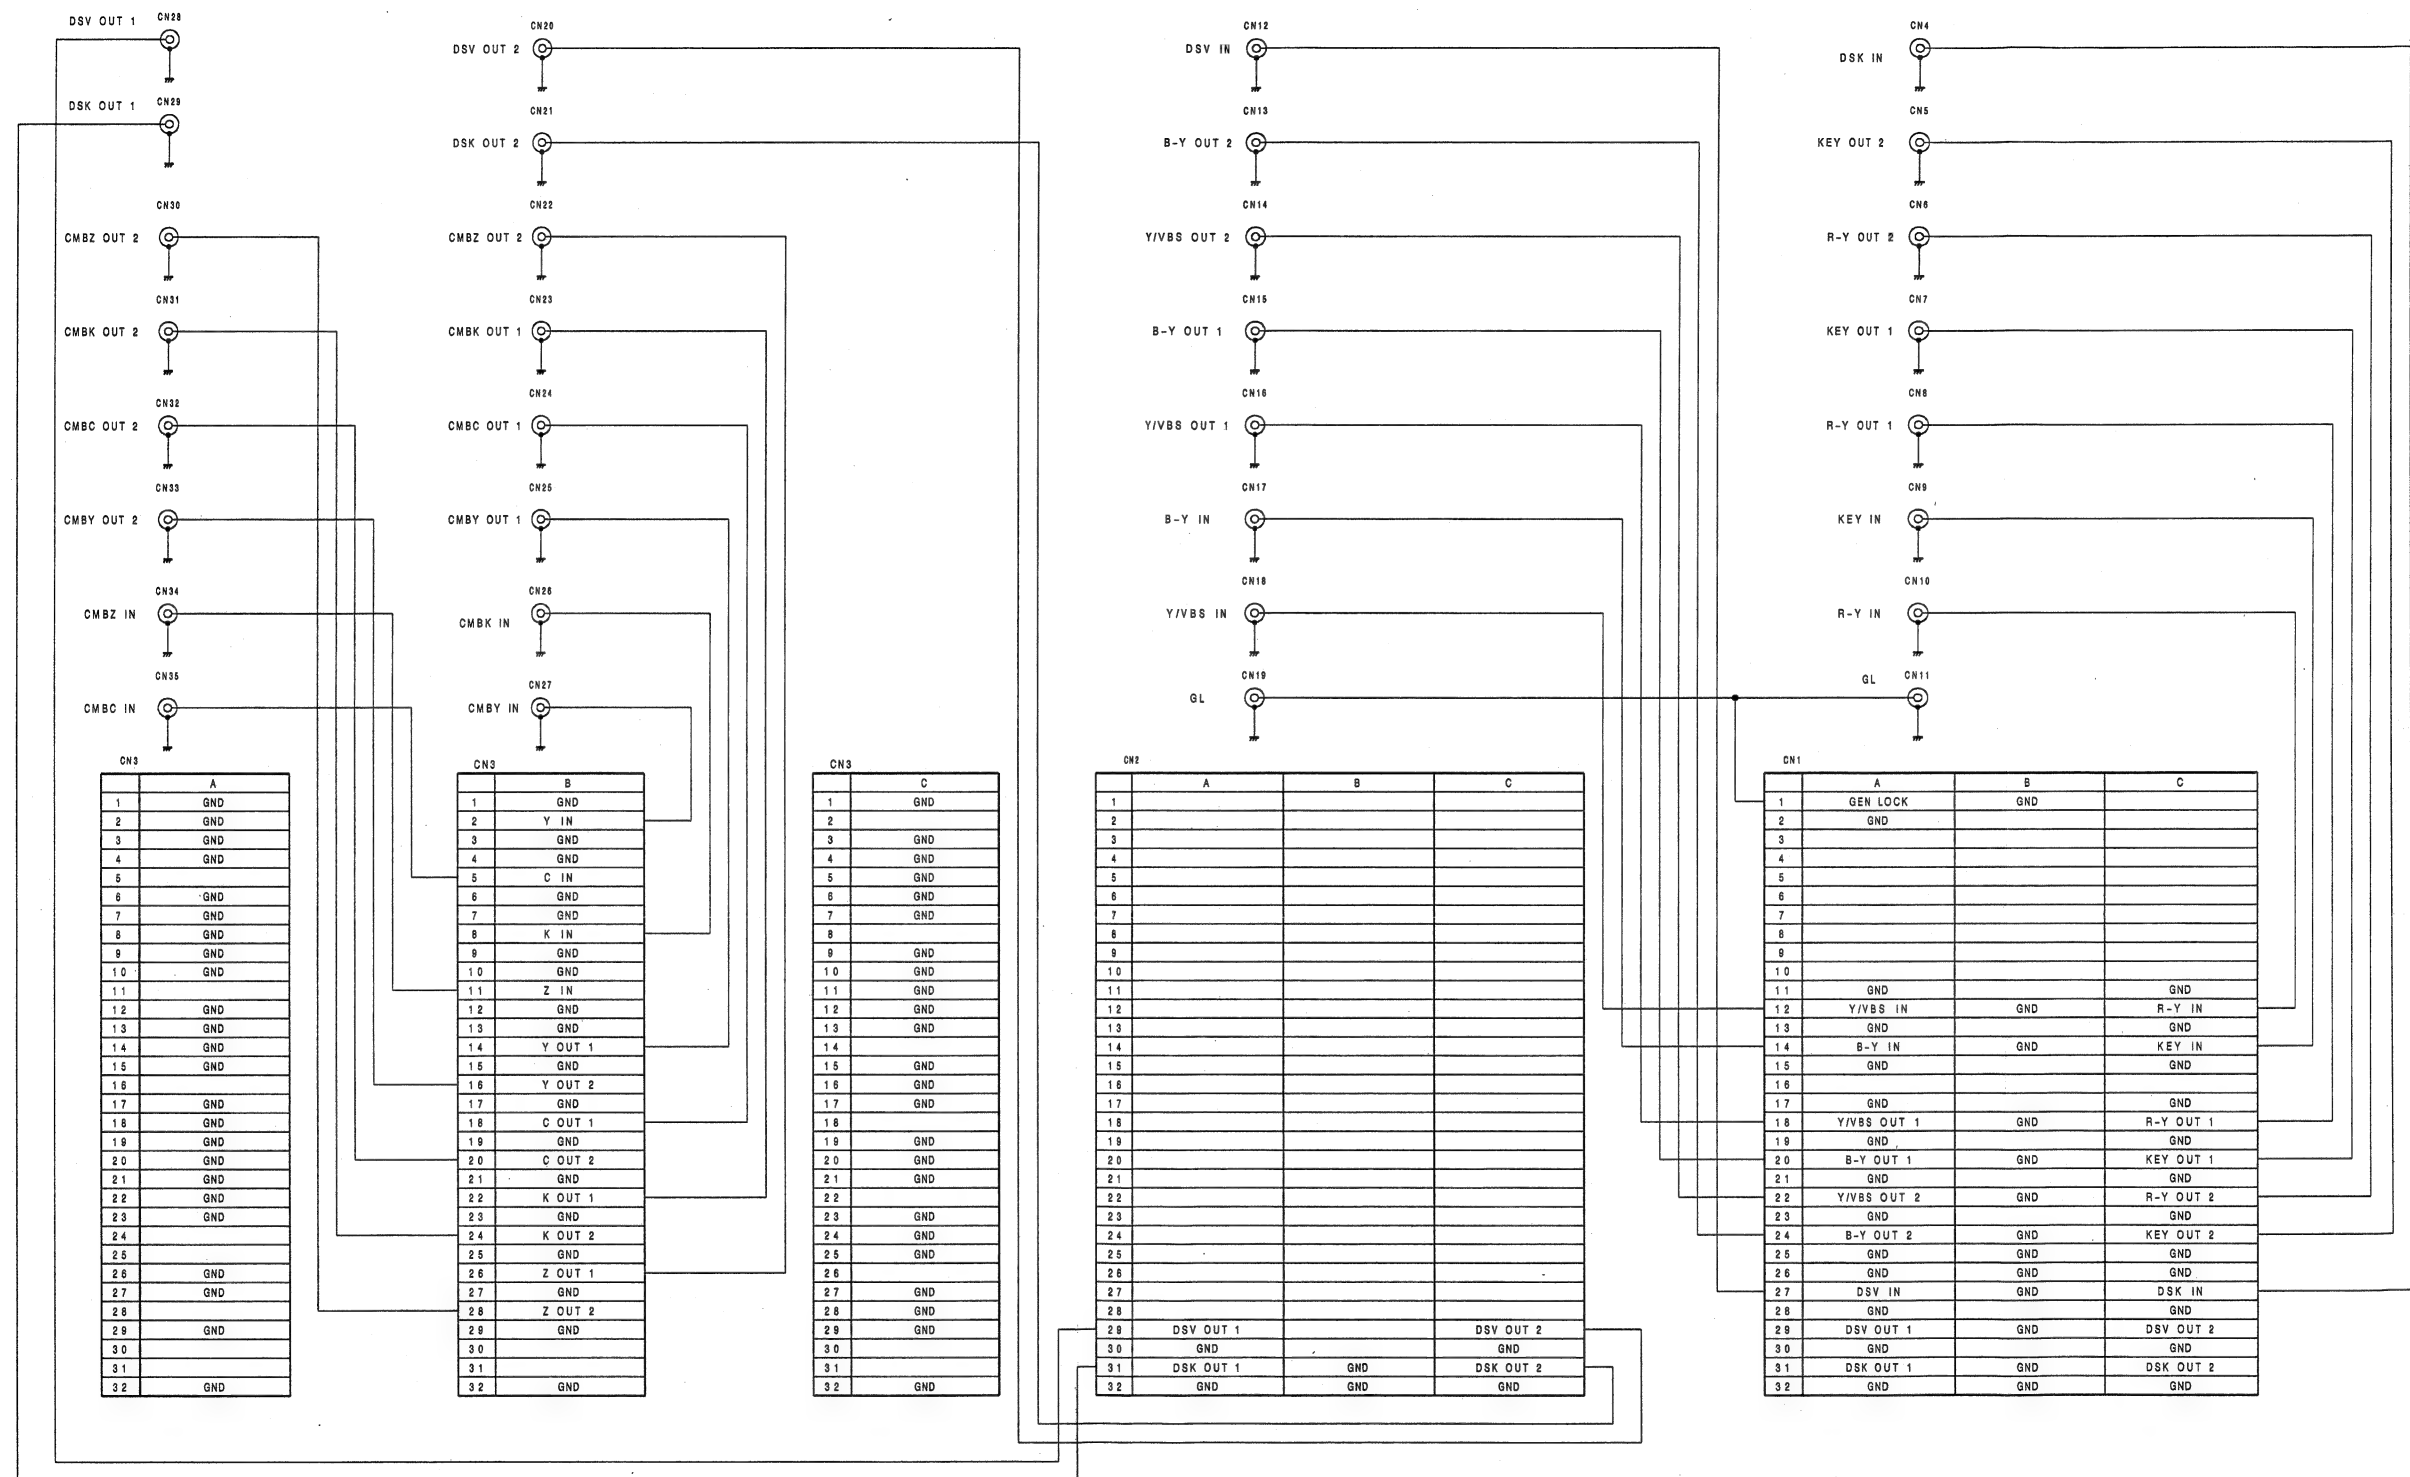 DSV OUT 1 CN28
DSK OUT 1 CN29
CN30
CMBZ OUT 2
CN31
CMBK OUT 2
CN32
CMBC OUT 2
CN33
CMBY OUT 2
CN34
CMBZ IN
CN35
CMBC IN
CN20
DSV OUT 2
CN21
DSK OUT 2
CN22
CMBZ OUT 2
CN23
CMBK OUT 1
CN24
CMBC OUT 1
CN25
CMBY OUT 1
CN26
CMBK IN
CN27
CMBY IN
CN12
DSV IN
CN13
B-Y OUT 2
CN14
Y/VBS OUT 2
CN15
B-Y OUT 1
CN16
Y/VBS OUT 1
CN17
B-Y IN
CN18
Y/VBS IN
CN19
GL
CN4
DSK IN
CN5
KEY OUT 2
CN6
R-Y OUT 2
CN7
KEY OUT 1
CN8
R-Y OUT 1
CN9
KEY IN
CN10
R-Y IN
GL CN11
CN3
A
1 GND
2 GND
3 GND
4 GND
5
6 GND
7 GND
8 GND
9 GND
10 GND
11
12 GND
13 GND
14 GND
15 GND
16
17 GND
18 GND
19 GND
20 GND
21 GND
22 GND
23 GND
24
25
26 GND
27 GND
28
29 GND
30
31
32 GND
CN3
B
1 GND
2 Y IN
3 GND
4 GND
5 C IN
6 GND
7 GND
8 K IN
9 GND
10 GND
11 Z IN
12 GND
13 GND
14 Y OUT 1
15 GND
16 Y OUT 2
17 GND
18 C OUT 1
19 GND
20 C OUT 2
21 GND
22 K OUT 1
23 GND
24 K OUT 2
25 GND
26 Z OUT 1
27 GND
28 Z OUT 2
29 GND
30
31
32 GND
CN3
C
1 GND
2
3 GND
4 GND
5 GND
6 GND
7 GND
8
9 GND
10 GND
11 GND
12 GND
13 GND
14
15 GND
16 GND
17 GND
18
19 GND
20 GND
21 GND
22
23 GND
24 GND
25 GND
26
27 GND
28 GND
29 GND
30
31
32 GND
CN2
A B C
1
2
3
4
5
6
7
8
9
10
11
12
13
14
15
16
17
18
19
20
21
22
23
24
25
26
27
28
29 DSV OUT 1 DSV OUT 2
30 GND GND
31 DSK OUT 1 GND DSK OUT 2
32 GND GND GND
CN1
A B C
1 GEN LOCK GND
2 GND
3
4
5
6
7
8
9
10
11 GND GND
12 Y/VBS IN GND R-Y IN
13 GND GND
14 B-Y IN GND KEY IN
15 GND GND
16
17 GND GND
18 Y/VBS OUT 1 GND R-Y OUT 1
19 GND GND
20 B-Y OUT 1 GND KEY OUT 1
21 GND GND
22 Y/VBS OUT 2 GND R-Y OUT 2
23 GND GND
24 B-Y OUT 2 GND KEY OUT 2
25 GND GND GND
26 GND GND GND
27 DSV IN GND DSK IN
28 GND GND
29 DSV OUT 1 GND DSV OUT 2
30 GND GND
31 DSK OUT 1 GND DSK OUT 2
32 GND GND GND